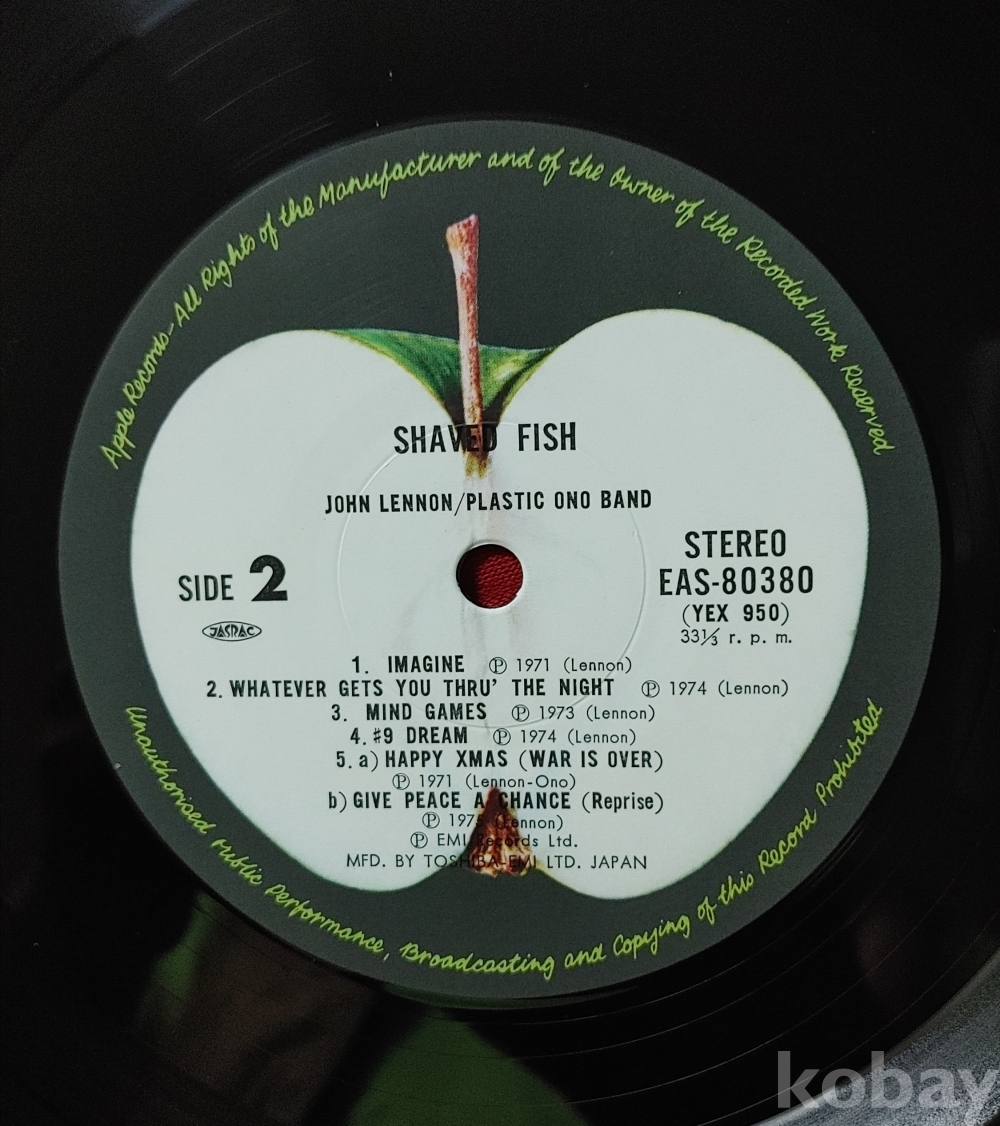 Apple Records-All Rights of the Manufacturer and of the Owner of the Recorded Work Reserved
SHAVED FISH
JOHN LENNON/PLASTIC ONO BAND
SIDE 2
JASRAC
STEREO
EAS-80380
(YEX 950)
33⅓ r. p. m.
1. IMAGINE ℗ 1971 (Lennon)
2. WHATEVER GETS YOU THRU' THE NIGHT ℗ 1974 (Lennon)
3. MIND GAMES ℗ 1973 (Lennon)
4. #9 DREAM ℗ 1974 (Lennon)
5. a) HAPPY XMAS (WAR IS OVER)
℗ 1971 (Lennon-Ono)
b) GIVE PEACE A CHANCE (Reprise)
℗ 1975 (Lennon)
℗ EMI Records Ltd.
MFD. BY TOSHIBA-EMI LTD. JAPAN
Unauthorised Public Performance, Broadcasting and Copying of this Record Prohibited
kobay